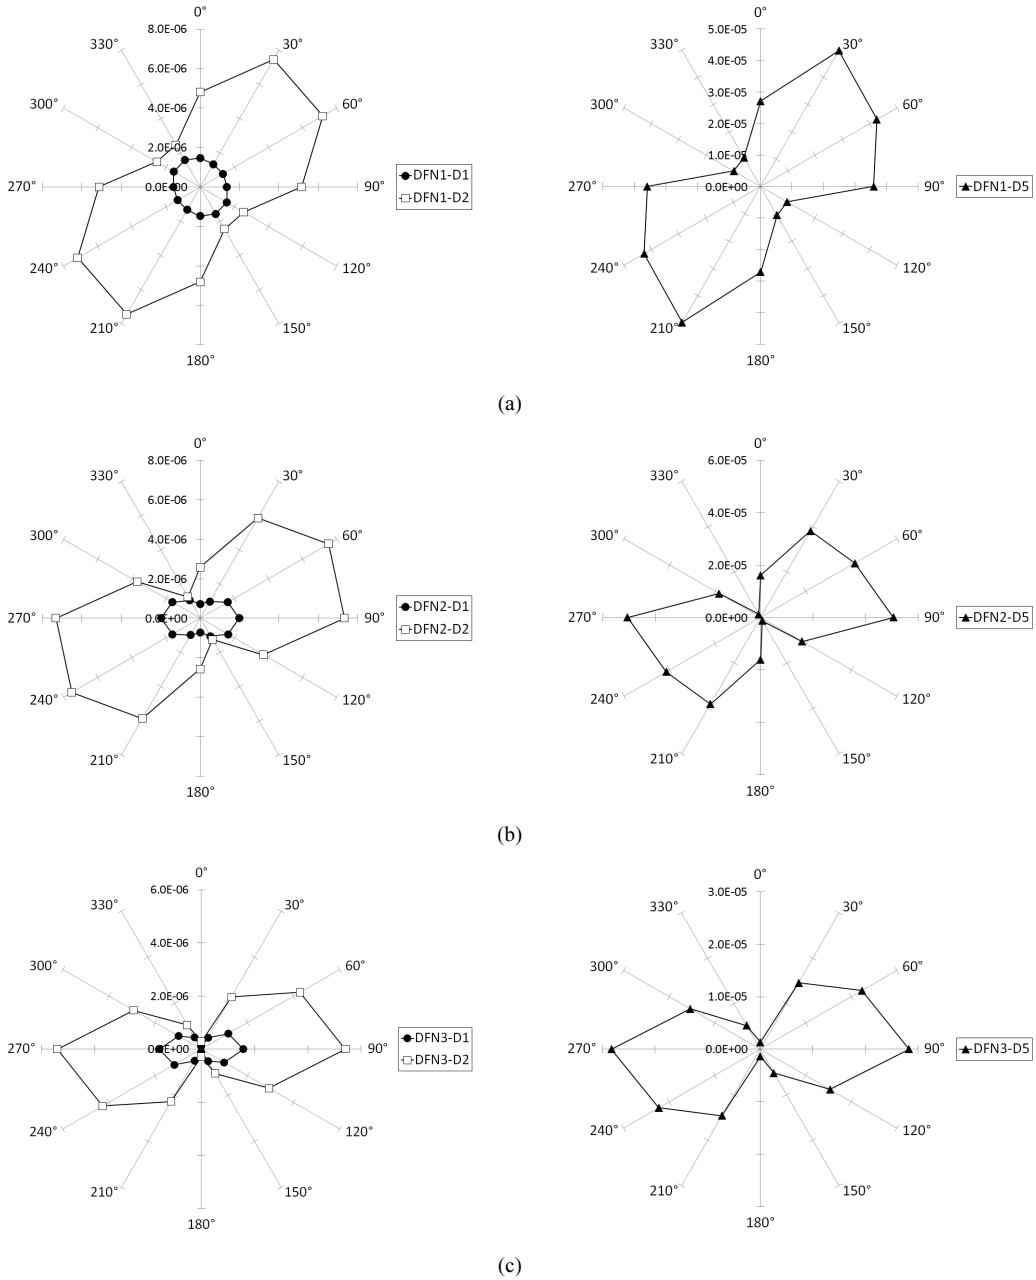 0°
8.0E-06
330°
30°
6.0E-06
300°
4.0E-06
60°
2.0E-06
270°
0.0E+00
90°
DFN1-D1
DFN1-D2
240°
120°
210°
150°
180°
0°
5.0E-05
330°
30°
4.0E-05
300°
3.0E-05
60°
2.0E-05
1.0E-05
270°
0.0E+00
90°
DFN1-D5
240°
120°
210°
150°
180°
(a)
0°
8.0E-06
330°
30°
6.0E-06
300°
4.0E-06
60°
2.0E-06
270°
0.0E+00
90°
DFN2-D1
DFN2-D2
240°
120°
210°
150°
180°
0°
6.0E-05
330°
30°
4.0E-05
300°
60°
2.0E-05
270°
0.0E+00
90°
DFN2-D5
240°
120°
210°
150°
180°
(b)
0°
6.0E-06
330°
30°
4.0E-06
300°
60°
2.0E-06
270°
0.0E+00
90°
DFN3-D1
DFN3-D2
240°
120°
210°
150°
180°
0°
3.0E-05
330°
30°
2.0E-05
300°
60°
1.0E-05
270°
0.0E+00
90°
DFN3-D5
240°
120°
210°
150°
180°
(c)